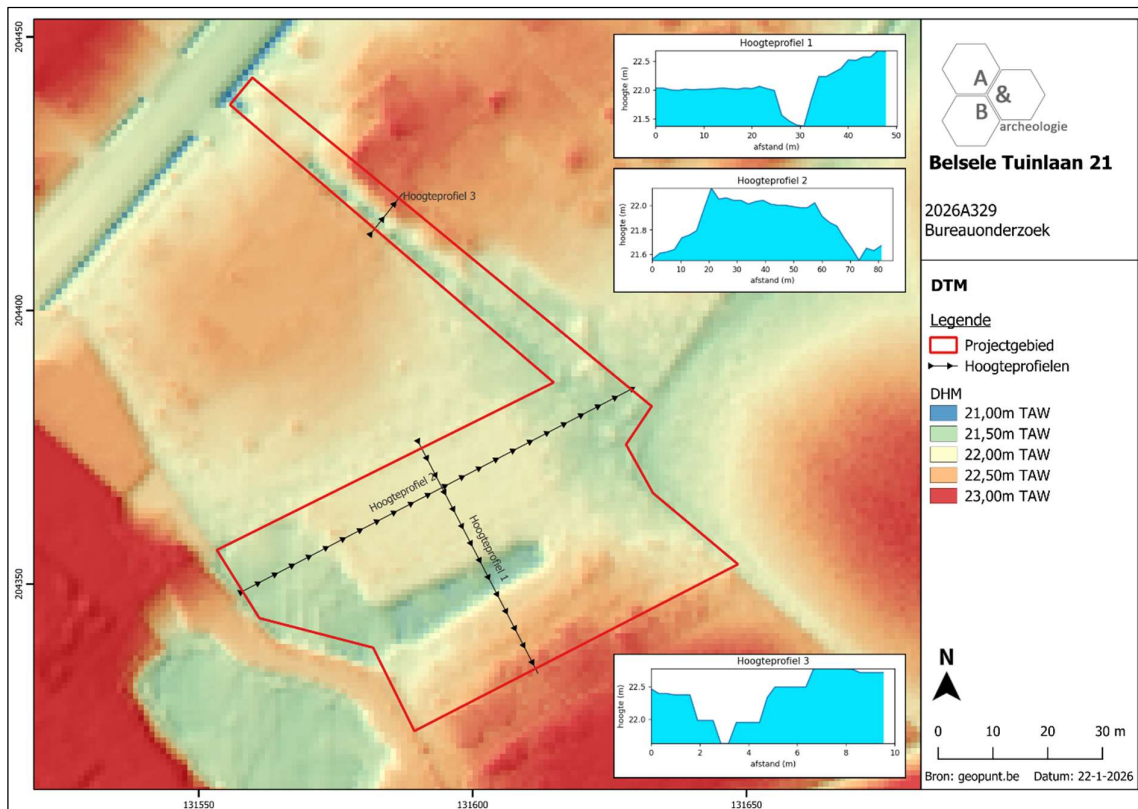 204450
204400
204350
131550
131600
131650
Hoogteprofiel 3
Hoogteprofiel 2
Hoogteprofiel 1
Hoogteprofiel 1
hoogte (m)
22.5
22.0
21.5
0 10 20 30 40 50
afstand (m)
Hoogteprofiel 2
hoogte (m)
22.0
21.8
21.6
0 10 20 30 40 50 60 70 80
afstand (m)
Hoogteprofiel 3
hoogte (m)
22.5
22.0
0 2 4 6 8 10
afstand (m)
A
&
B
archeologie
Belsele Tuinlaan 21
2026A329
Bureauonderzoek
DTM
Legende
Projectgebied
Hoogteprofielen
DHM
21,00m TAW
21,50m TAW
22,00m TAW
22,50m TAW
23,00m TAW
N
0 10 20 30 m
Bron: geopunt.be Datum: 22-1-2026